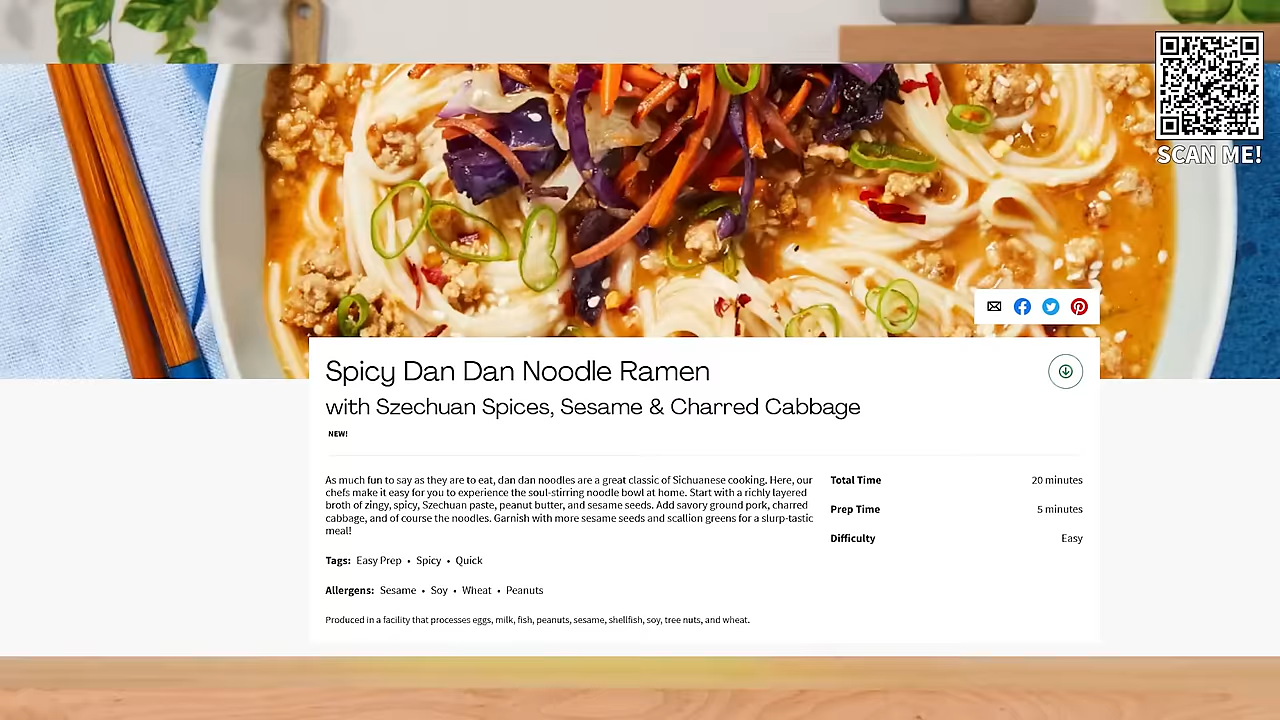 SCAN ME!
Spicy Dan Dan Noodle Ramen
with Szechuan Spices, Sesame & Charred Cabbage
NEW!
As much fun to say as they are to eat, dan dan noodles are a great classic of Sichuanese cooking. Here, our
chefs make it easy for you to experience the soul-stirring noodle bowl at home. Start with a richly layered
broth of zingy, spicy, Szechuan paste, peanut butter, and sesame seeds. Add savory ground pork, charred
cabbage, and of course the noodles. Garnish with more sesame seeds and scallion greens for a slurp-tastic
meal!
Tags: Easy Prep • Spicy • Quick
Allergens: Sesame • Soy • Wheat • Peanuts
Produced in a facility that processes eggs, milk, fish, peanuts, sesame, shellfish, soy, tree nuts, and wheat.
Total Time 20 minutes
Prep Time 5 minutes
Difficulty Easy